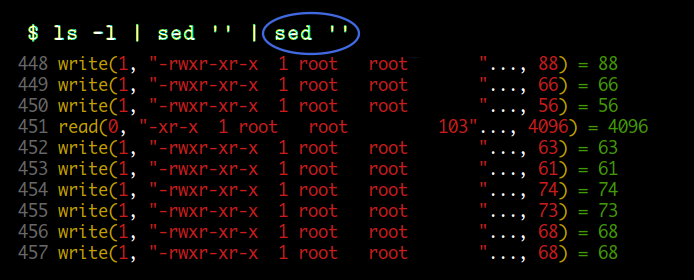 $ ls -l | sed '' | sed ''
448 write(1, "-rwxr-xr-x  1 root   root         "..., 88) = 88
449 write(1, "-rwxr-xr-x  1 root   root         "..., 66) = 66
450 write(1, "-rwxr-xr-x  1 root   root         "..., 56) = 56
451 read(0, "-xr-x  1 root   root           103"..., 4096) = 4096
452 write(1, "-rwxr-xr-x  1 root   root         "..., 63) = 63
453 write(1, "-rwxr-xr-x  1 root   root         "..., 61) = 61
454 write(1, "-rwxr-xr-x  1 root   root         "..., 74) = 74
455 write(1, "-rwxr-xr-x  1 root   root         "..., 73) = 73
456 write(1, "-rwxr-xr-x  1 root   root         "..., 68) = 68
457 write(1, "-rwxr-xr-x  1 root   root         "..., 68) = 68